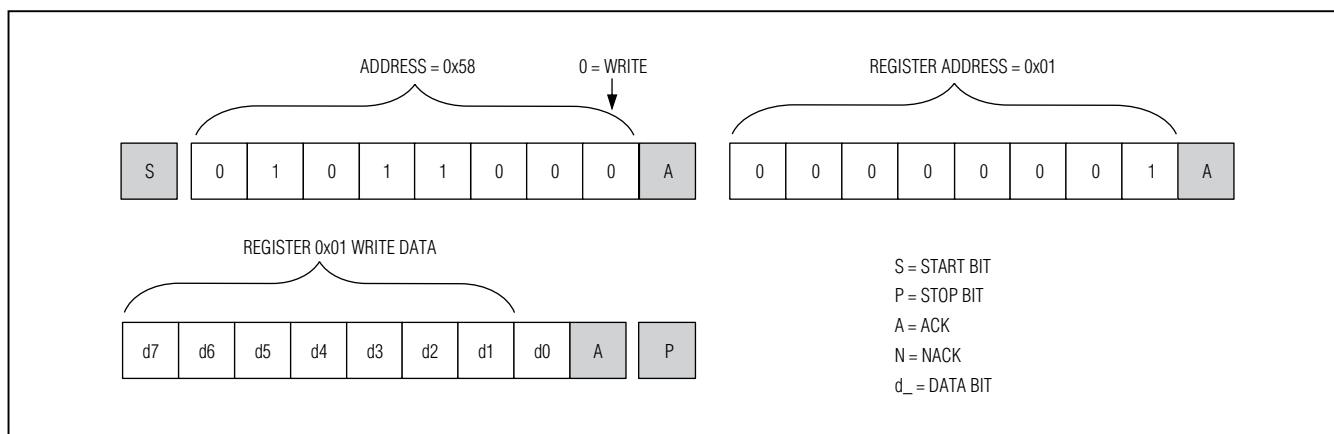 ADDRESS = 0x58 0 = WRITE REGISTER ADDRESS = 0x01
S 0 1 0 1 1 0 0 0 A 0 0 0 0 0 0 0 1 A
REGISTER 0x01 WRITE DATA
d7 d6 d5 d4 d3 d2 d1 d0 A P
S = START BIT
P = STOP BIT
A = ACK
N = NACK
d_ = DATA BIT